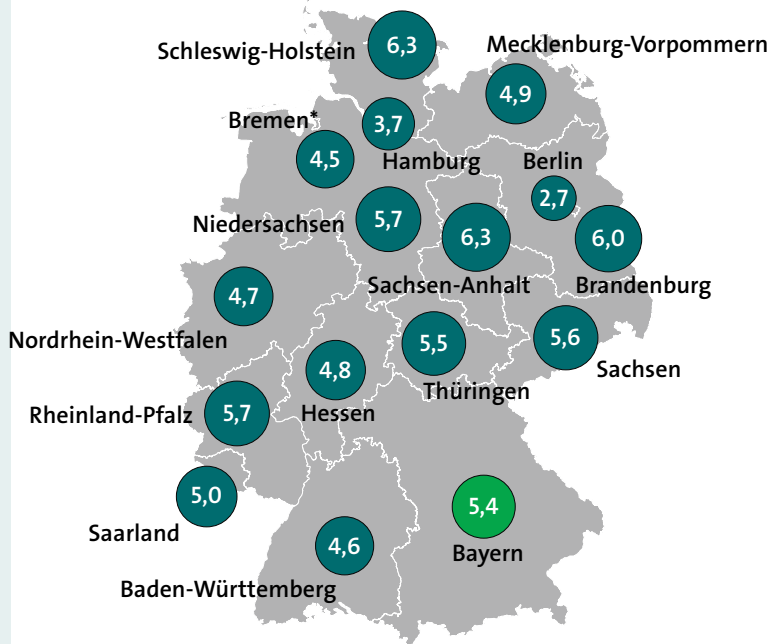 Schleswig-Holstein
6,3
Mecklenburg-Vorpommern
4,9
Bremen*
4,5
3,7
Hamburg
Berlin
2,7
Niedersachsen
5,7
6,3
Sachsen-Anhalt
6,0
Brandenburg
4,7
Nordrhein-Westfalen
4,8
Hessen
5,5
Thüringen
5,6
Sachsen
Rheinland-Pfalz
5,7
5,0
Saarland
4,6
Baden-Württemberg
5,4
Bayern